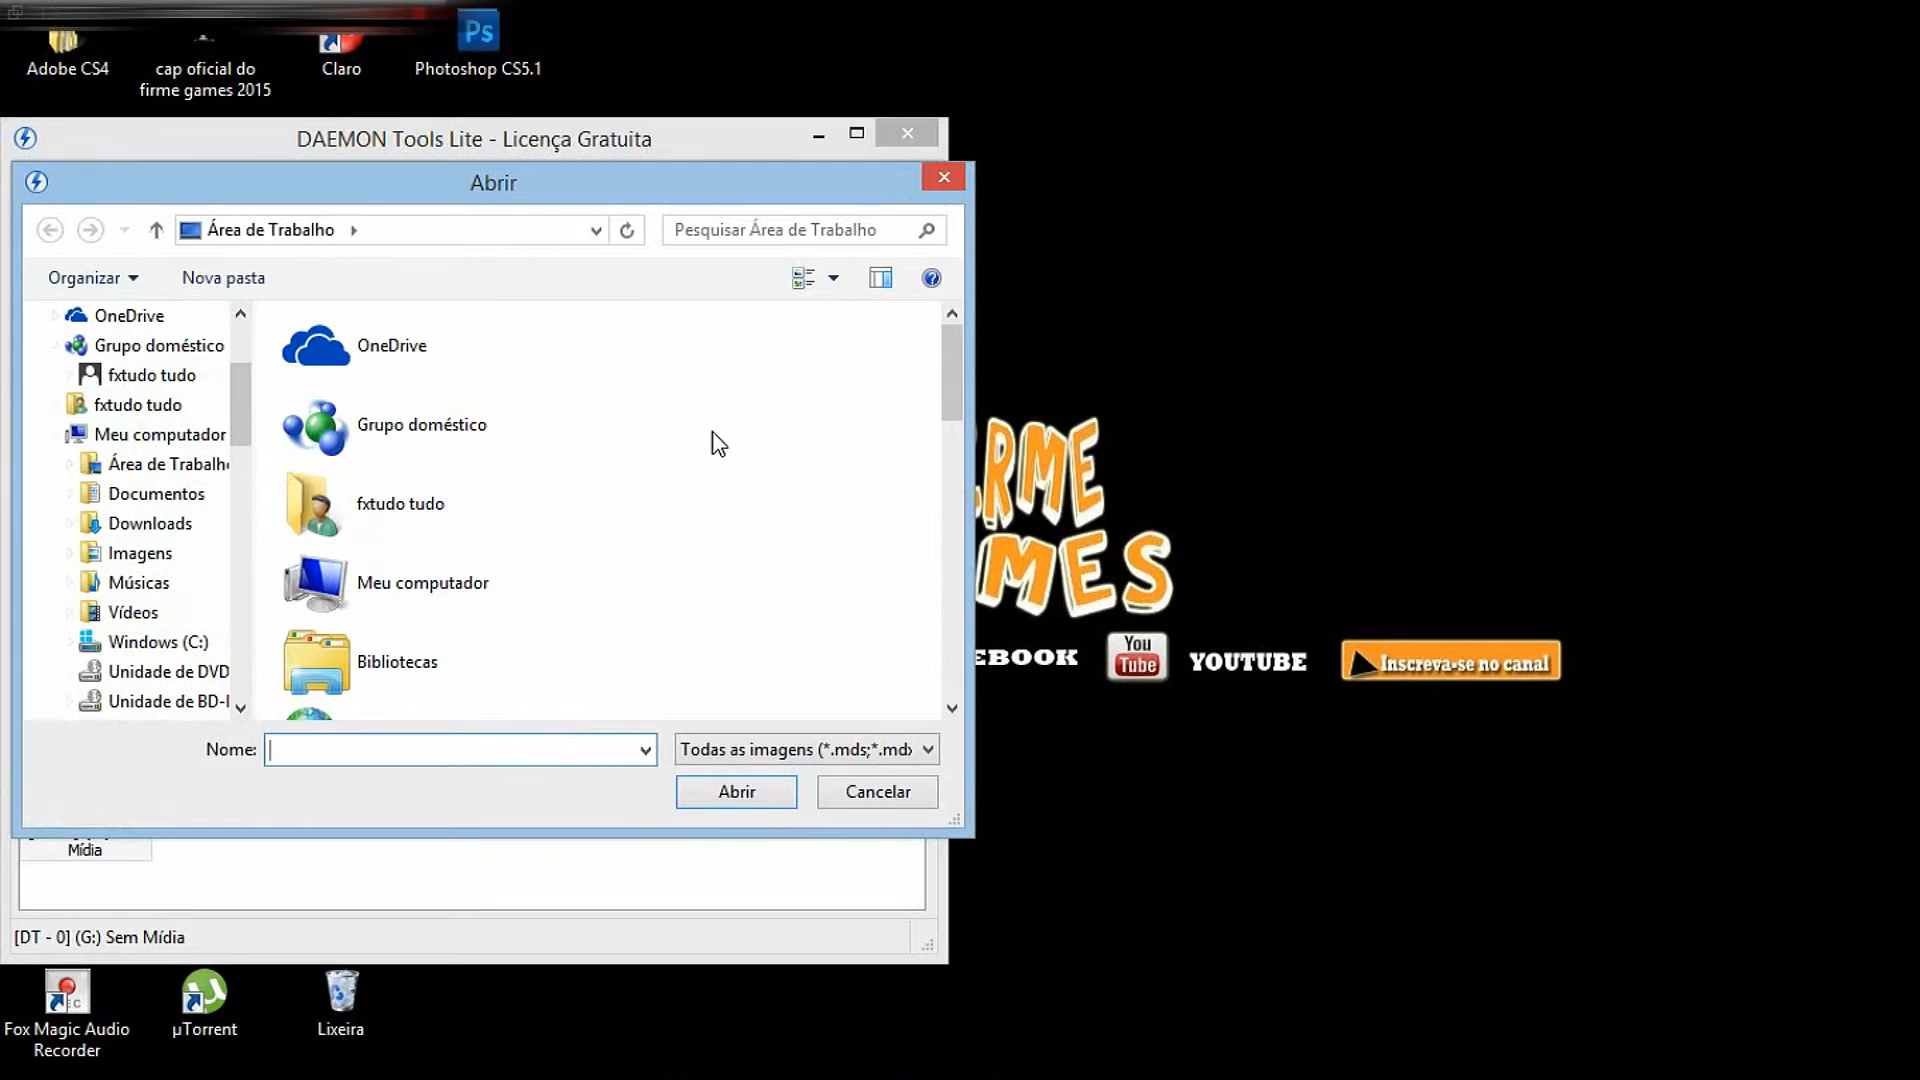 Adobe CS4
cap oficial do
firme games 2015
Claro
Ps
Photoshop CS5.1
DAEMON Tools Lite - Licença Gratuita
Abrir
Área de Trabalho
Pesquisar Área de Trabalho
Organizar
Nova pasta
OneDrive
Grupo doméstico
fxtudo tudo
fxtudo tudo
Meu computador
Área de Trabalho
Documentos
Downloads
Imagens
Músicas
Vídeos
Windows (C:)
Unidade de DVD
Unidade de BD-
OneDrive
Grupo doméstico
fxtudo tudo
Meu computador
Bibliotecas
Nome:
Todas as imagens (*.mds;*.mdx
Abrir
Cancelar
Mídia
[DT - 0] (G:) Sem Mídia
RME
MES
EBOOK
You
Tube
YOUTUBE
Inscreva-se no canal
Fox Magic Audio
Recorder
µTorrent
Lixeira